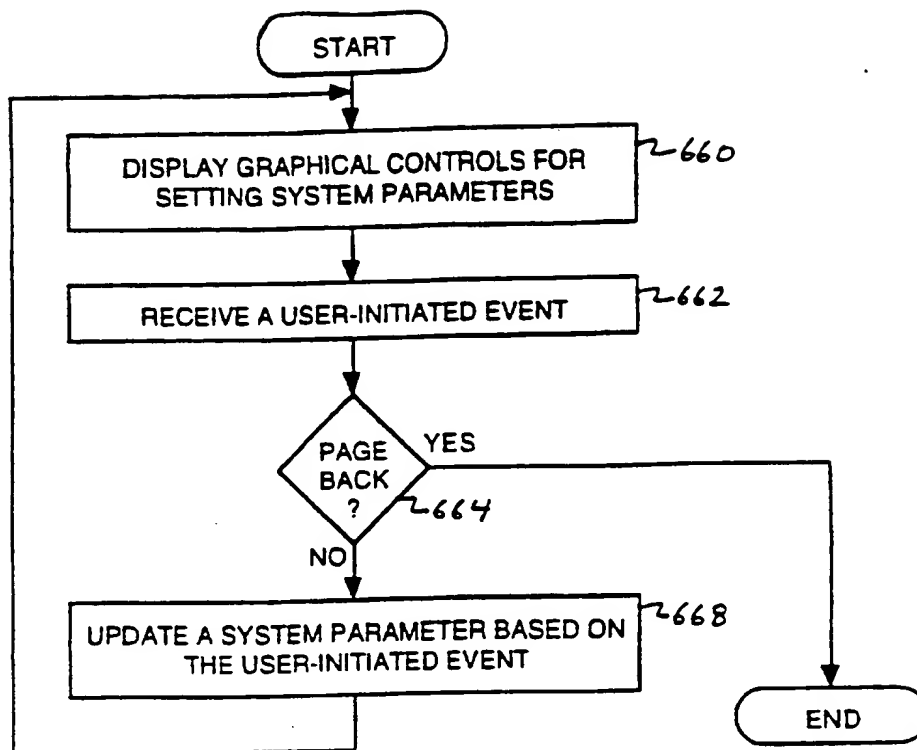 START
DISPLAY GRAPHICAL CONTROLS FOR
SETTING SYSTEM PARAMETERS
660
RECEIVE A USER-INITIATED EVENT
662
PAGE
BACK
?
YES
664
NO
UPDATE A SYSTEM PARAMETER BASED ON
THE USER-INITIATED EVENT
668
END